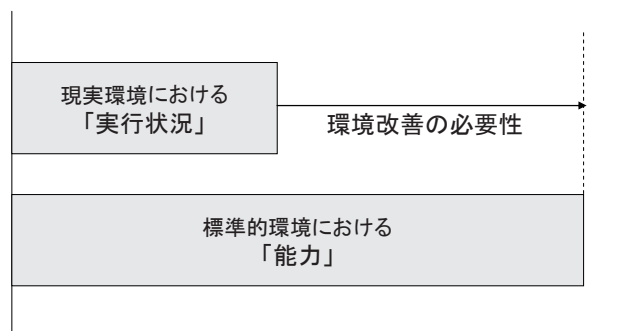 現実環境における
「実行状況」
環境改善の必要性
標準的環境における
「能力」